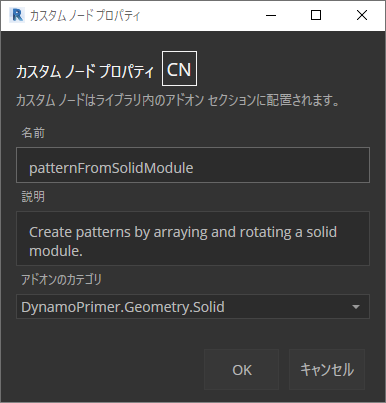 カスタム ノード プロパティ
カスタム ノード プロパティ CN
カスタム ノードはライブラリ内のアドオン セクションに配置されます。
名前
patternFromSolidModule
説明
Create patterns by arraying and rotating a solid
module.
アドオンのカテゴリ
DynamoPrimer.Geometry.Solid
OK キャンセル